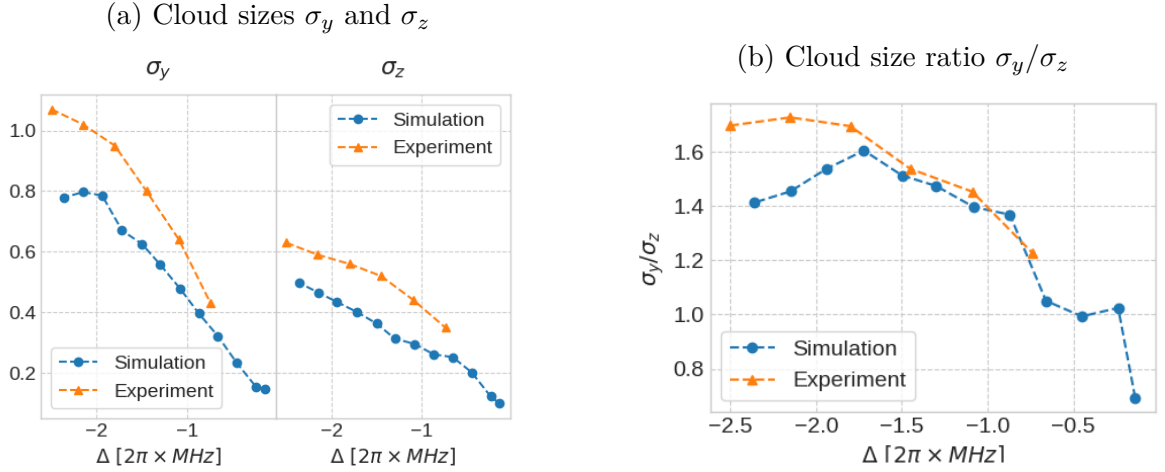 (a) Cloud sizes σ_y and σ_z
σ_y
σ_z
1.0
0.8
0.6
0.4
0.2
Simulation
Experiment
Simulation
Experiment
−2
−1
−2
−1
Δ [2π × MHz]
Δ [2π × MHz]
(b) Cloud size ratio σ_y/σ_z
σ_y/σ_z
1.6
1.4
1.2
1.0
0.8
Simulation
Experiment
−2.5
−2.0
−1.5
−1.0
−0.5
Δ [2π × MHz]